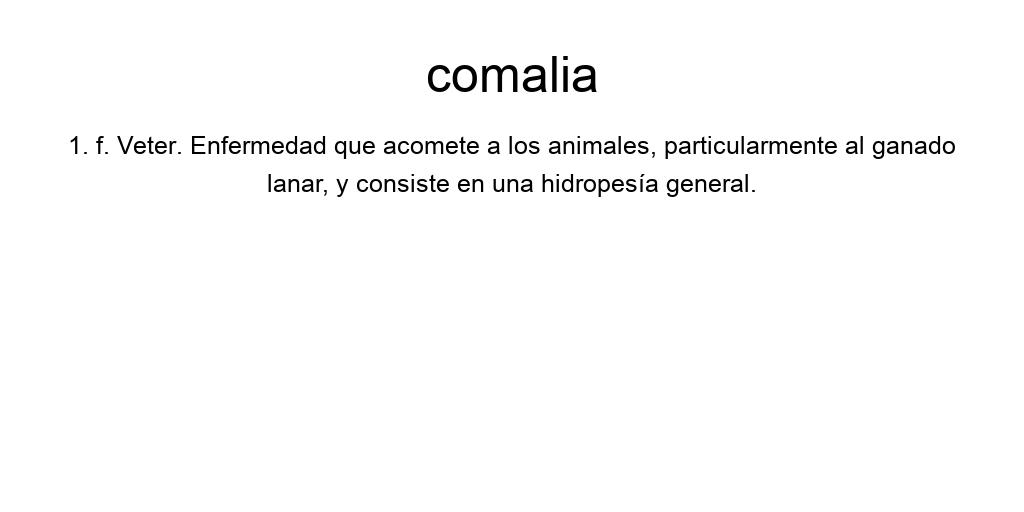 comalia
1. f. Veter. Enfermedad que acomete a los animales, particularmente al ganado
lanar, y consiste en una hidropesía general.